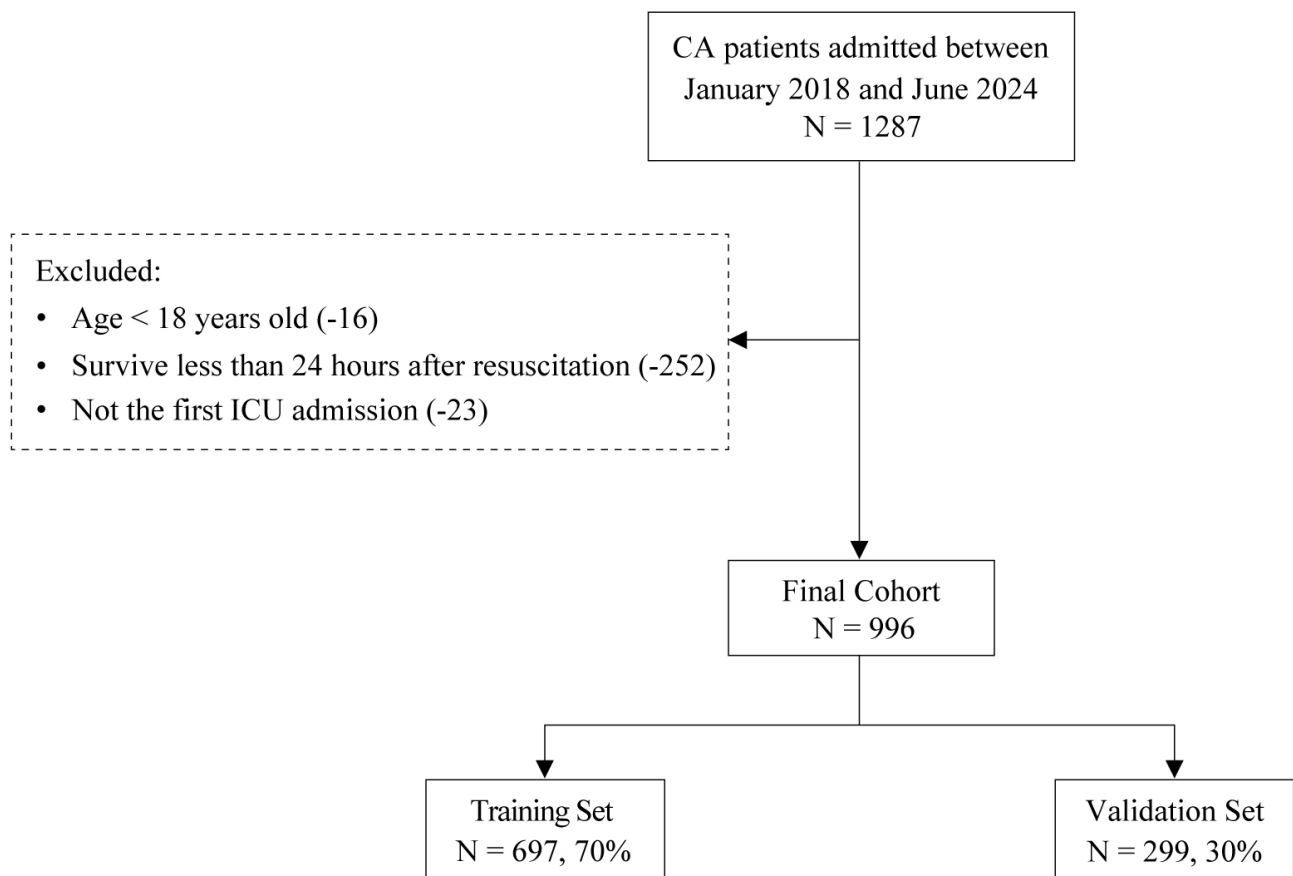 CA patients admitted between
January 2018 and June 2024
N = 1287
Excluded:
• Age < 18 years old (-16)
• Survive less than 24 hours after resuscitation (-252)
• Not the first ICU admission (-23)
Final Cohort
N = 996
Training Set
N = 697, 70%
Validation Set
N = 299, 30%